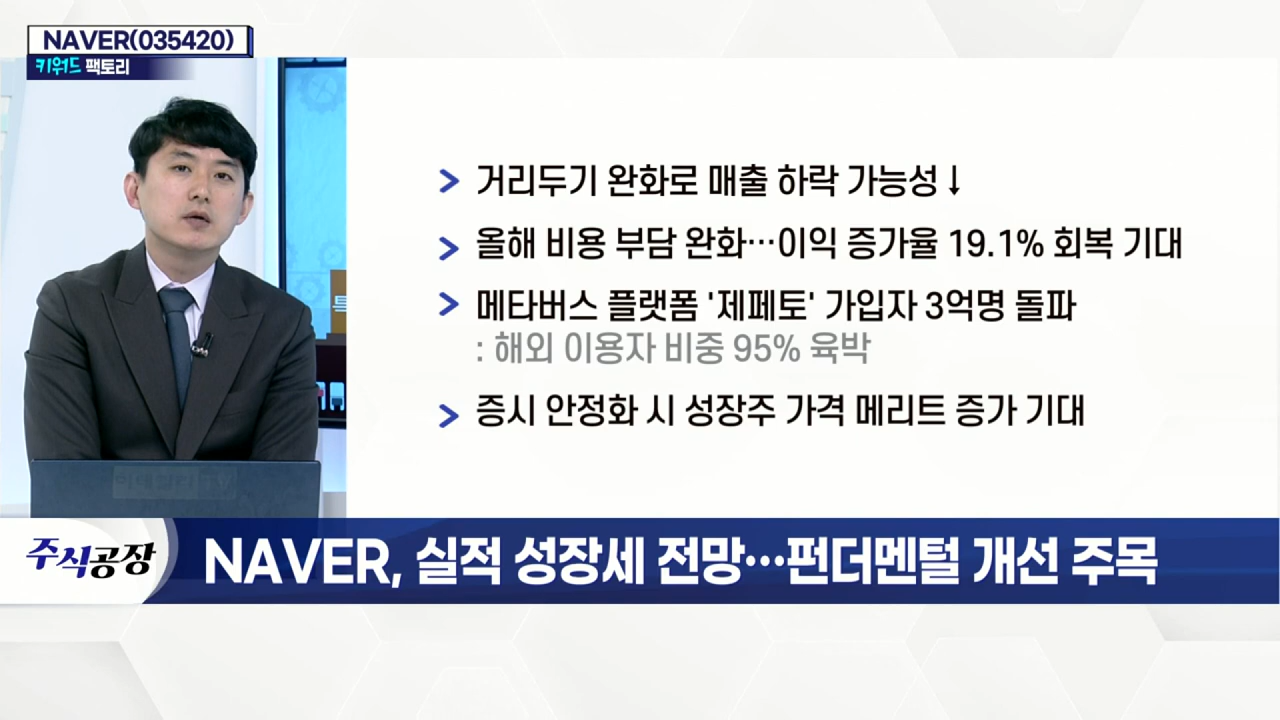 NAVER(035420)
키워드 팩토리
거리두기 완화로 매출 하락 가능성↓
올해 비용 부담 완화…이익 증가율 19.1% 회복 기대
메타버스 플랫폼 '제페토' 가입자 3억명 돌파
: 해외 이용자 비중 95% 육박
증시 안정화 시 성장주 가격 메리트 증가 기대
주식공장
NAVER, 실적 성장세 전망…펀더멘털 개선 주목